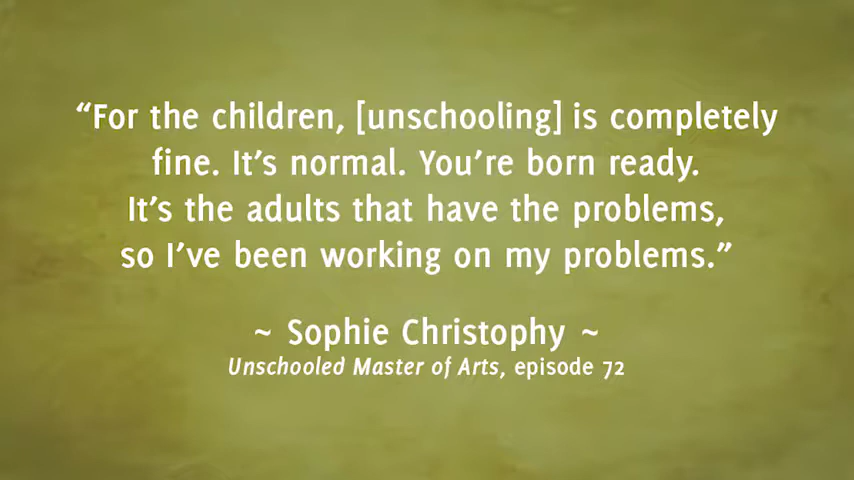 “For the children, [unschooling] is completely
fine. It’s normal. You’re born ready.
It’s the adults that have the problems,
so I’ve been working on my problems.”
~ Sophie Christophy ~
Unschooled Master of Arts, episode 72